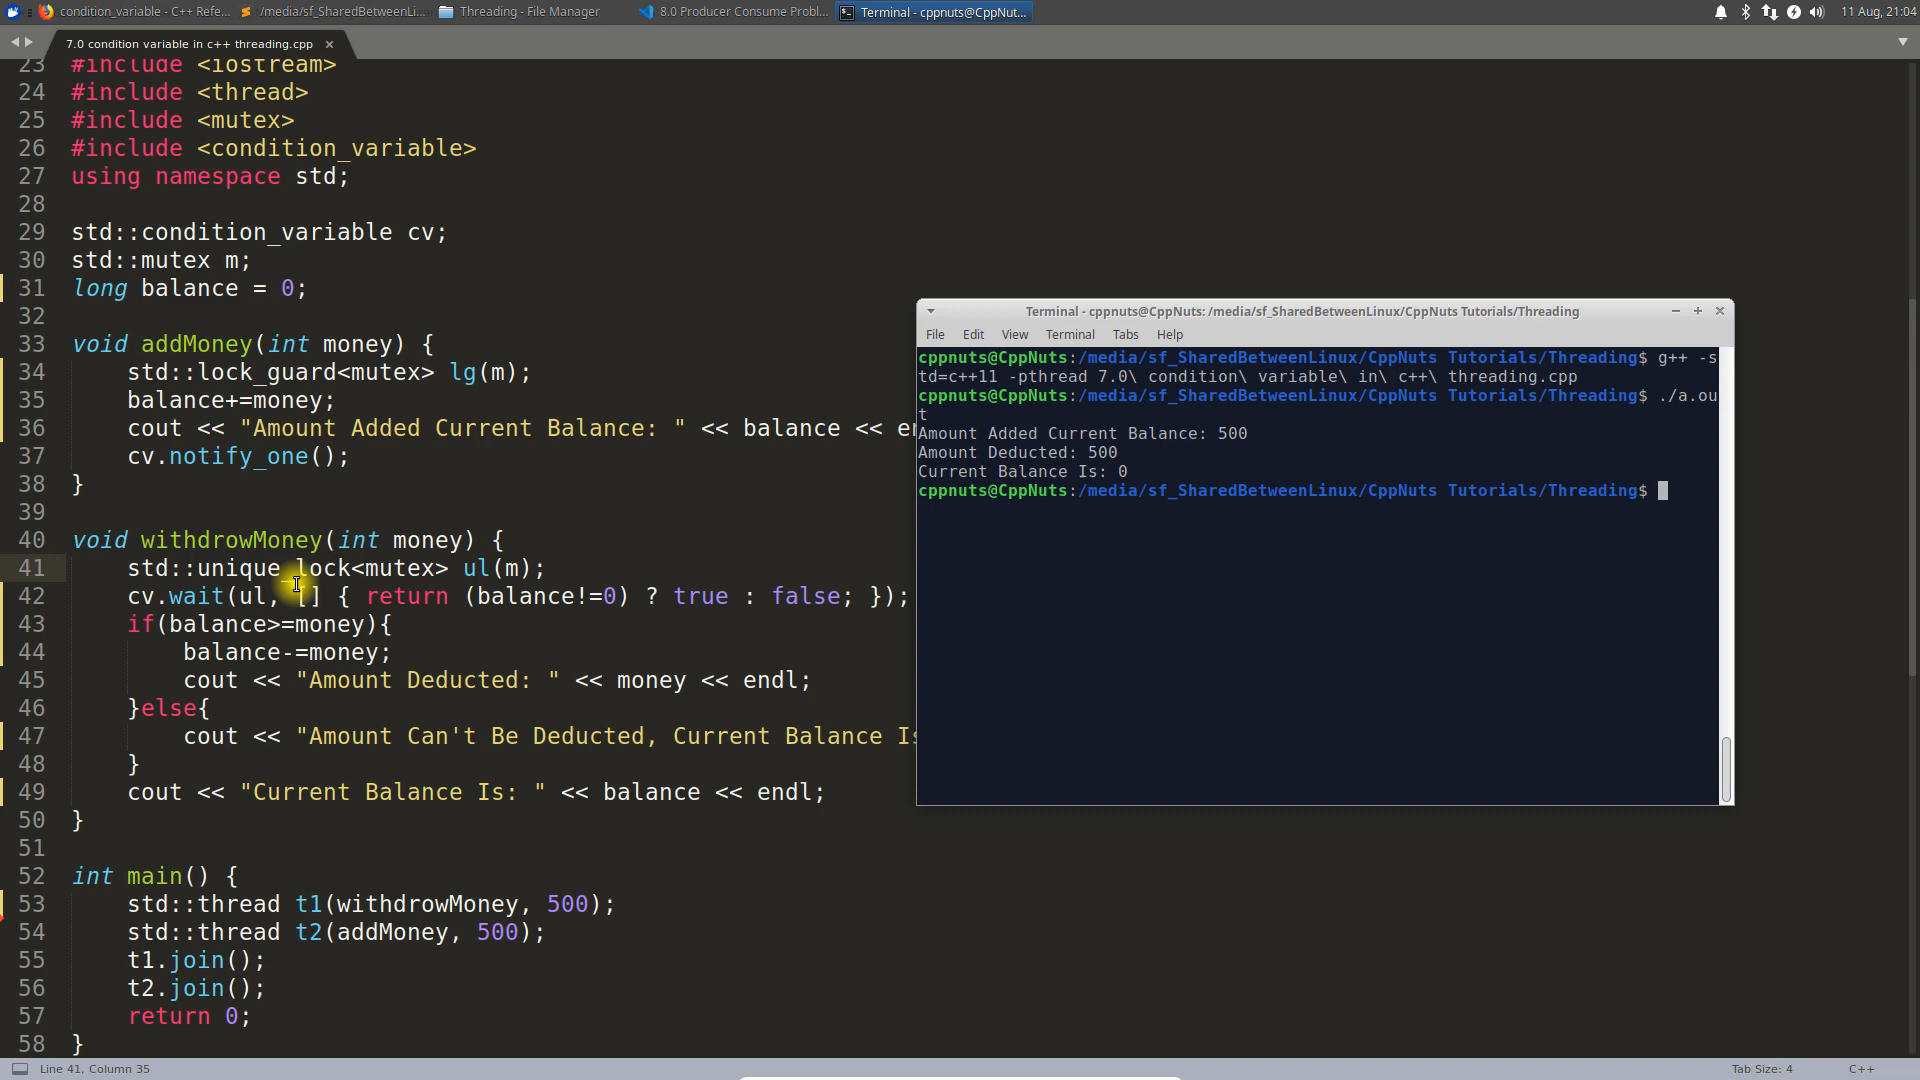 condition_variable - C++ Refe...
/media/sf_SharedBetweenLi...
Threading - File Manager
8.0 Producer Consume Probl...
Terminal - cppnuts@CppNut...
11 Aug, 21:04
7.0 condition variable in c++ threading.cpp
23 #include <iostream>
24 #include <thread>
25 #include <mutex>
26 #include <condition_variable>
27 using namespace std;
28
29 std::condition_variable cv;
30 std::mutex m;
31 long balance = 0;
32
33 void addMoney(int money) {
34 std::lock_guard<mutex> lg(m);
35 balance+=money;
36 cout << "Amount Added Current Balance: " << balance << en
37 cv.notify_one();
38 }
39
40 void withdrowMoney(int money) {
41 std::unique_lock<mutex> ul(m);
42 cv.wait(ul, [] { return (balance!=0) ? true : false; });
43 if(balance>=money){
44 balance-=money;
45 cout << "Amount Deducted: " << money << endl;
46 }else{
47 cout << "Amount Can't Be Deducted, Current Balance Is
48 }
49 cout << "Current Balance Is: " << balance << endl;
50 }
51
52 int main() {
53 std::thread t1(withdrowMoney, 500);
54 std::thread t2(addMoney, 500);
55 t1.join();
56 t2.join();
57 return 0;
58 }
Terminal - cppnuts@CppNuts: /media/sf_SharedBetweenLinux/CppNuts Tutorials/Threading
File Edit View Terminal Tabs Help
cppnuts@CppNuts:/media/sf_SharedBetweenLinux/CppNuts Tutorials/Threading$ g++ -s
td=c++11 -pthread 7.0\ condition\ variable\ in\ c++\ threading.cpp
cppnuts@CppNuts:/media/sf_SharedBetweenLinux/CppNuts Tutorials/Threading$ ./a.ou
t
Amount Added Current Balance: 500
Amount Deducted: 500
Current Balance Is: 0
cppnuts@CppNuts:/media/sf_SharedBetweenLinux/CppNuts Tutorials/Threading$
Line 41, Column 35
Tab Size: 4
C++